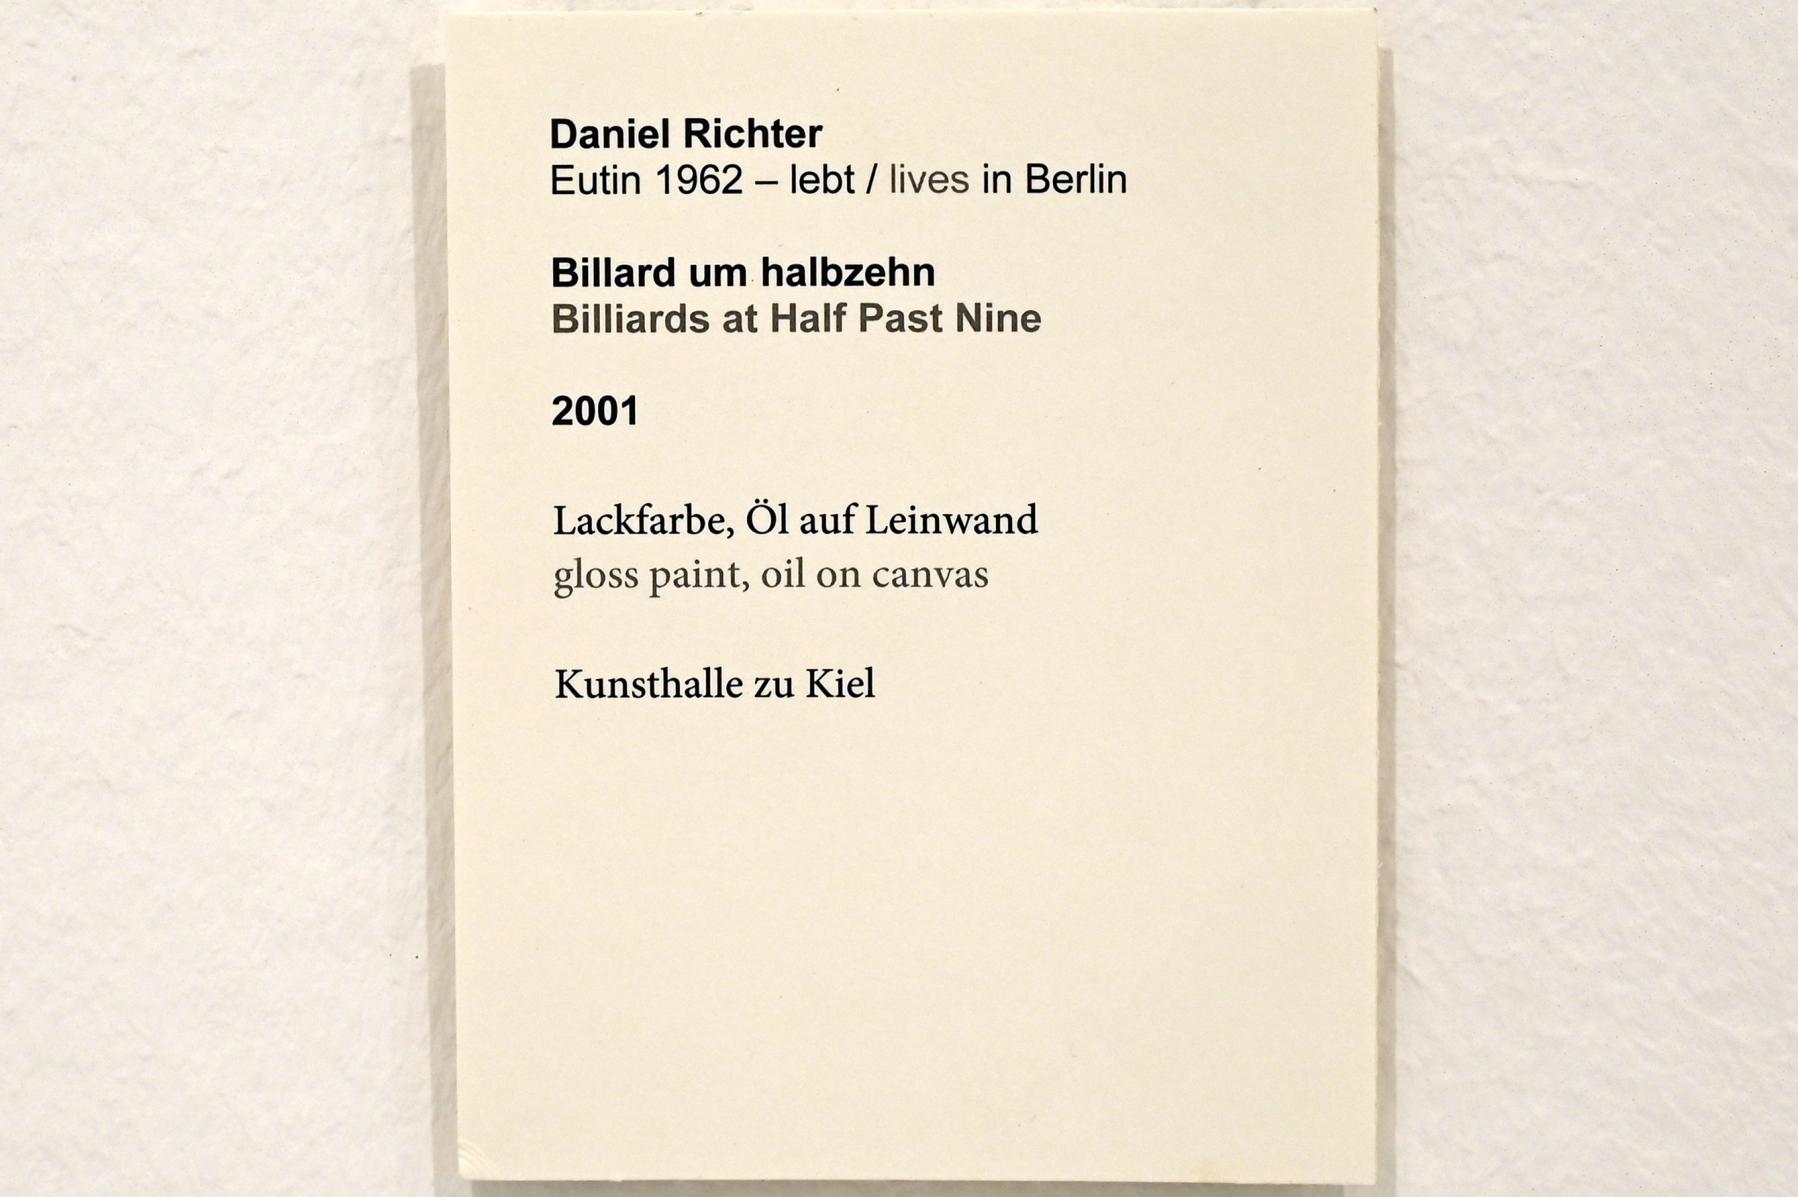 Daniel Richter
Eutin 1962 – lebt / lives in Berlin
Billard um halbzehn
Billiards at Half Past Nine
2001
Lackfarbe, Öl auf Leinwand
gloss paint, oil on canvas
Kunsthalle zu Kiel